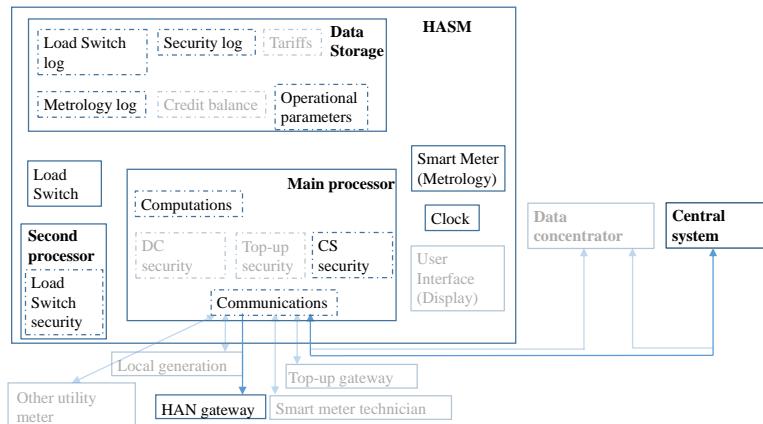 HASM
Data
Storage
Load Switch
log
Security log
Tariffs
Metrology log
Credit balance
Operational
parameters
Load
Switch
Main processor
Computations
DC
security
Top-up
security
CS
security
Communications
Second
processor
Load
Switch
security
Smart Meter
(Metrology)
Clock
User
Interface
(Display)
Data
concentrator
Central
system
Local generation
Top-up gateway
Other utility
meter
HAN gateway
Smart meter technician